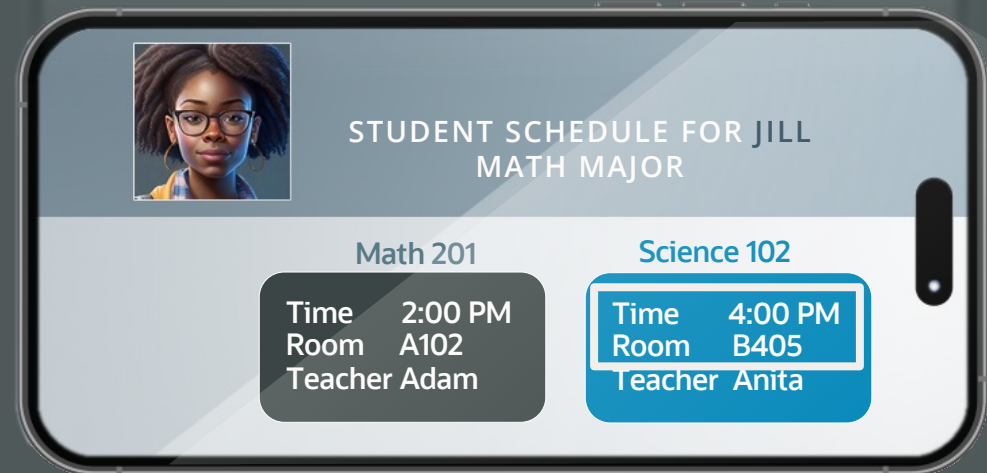 STUDENT SCHEDULE FOR JILL
MATH MAJOR
Math 201
Time 2:00 PM
Room A102
Teacher Adam
Science 102
Time 4:00 PM
Room B405
Teacher Anita